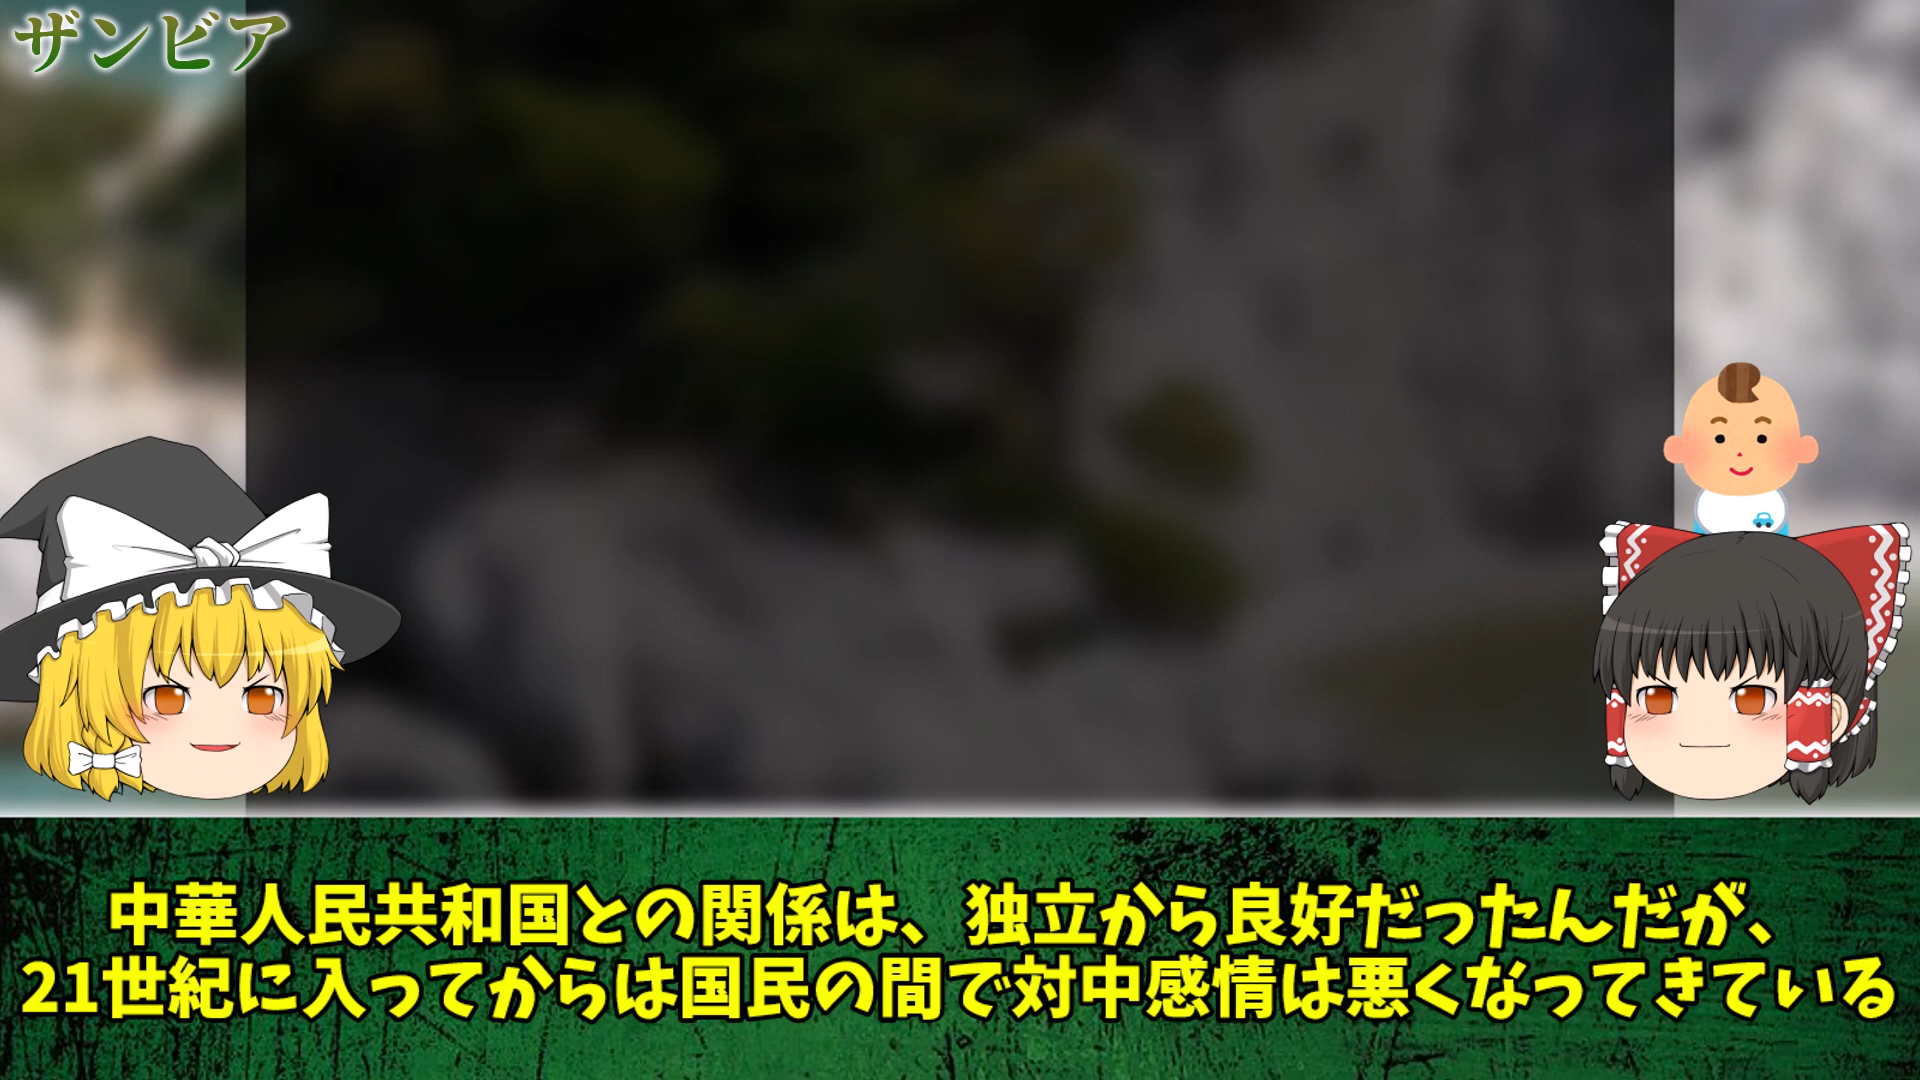 ザンビア
中華人民共和国との関係は、独立から良好だったんだが、
21世紀に入ってからは国民の間で対中感情は悪くなってきている